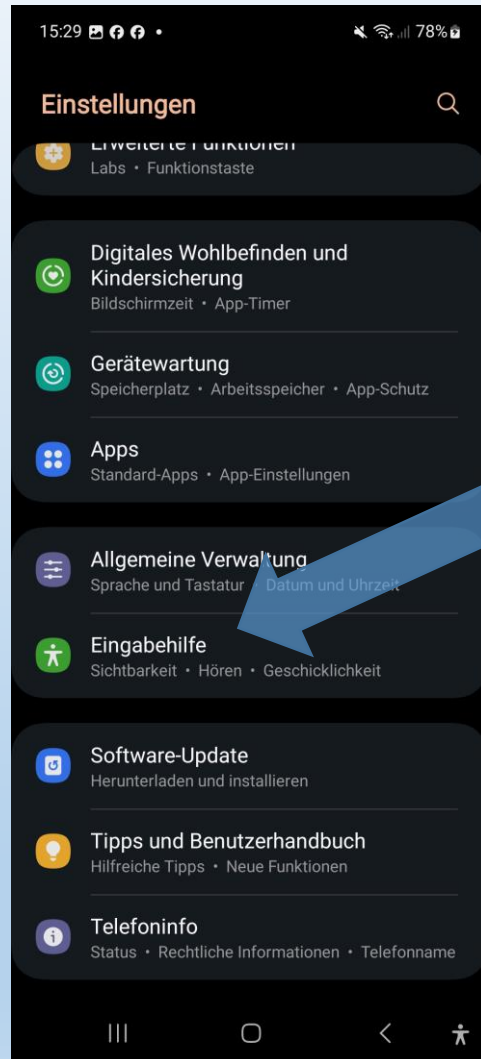 15:29
78%
Einstellungen
Erweiterte Funktionen
Labs • Funktionstaste
Digitales Wohlbefinden und
Kindersicherung
Bildschirmzeit • App-Timer
Gerätewartung
Speicherplatz • Arbeitsspeicher • App-Schutz
Apps
Standard-Apps • App-Einstellungen
Allgemeine Verwaltung
Sprache und Tastatur • Datum und Uhrzeit
Eingabehilfe
Sichtbarkeit • Hören • Geschicklichkeit
Software-Update
Herunterladen und installieren
Tipps und Benutzerhandbuch
Hilfreiche Tipps • Neue Funktionen
Telefoninfo
Status • Rechtliche Informationen • Telefonname